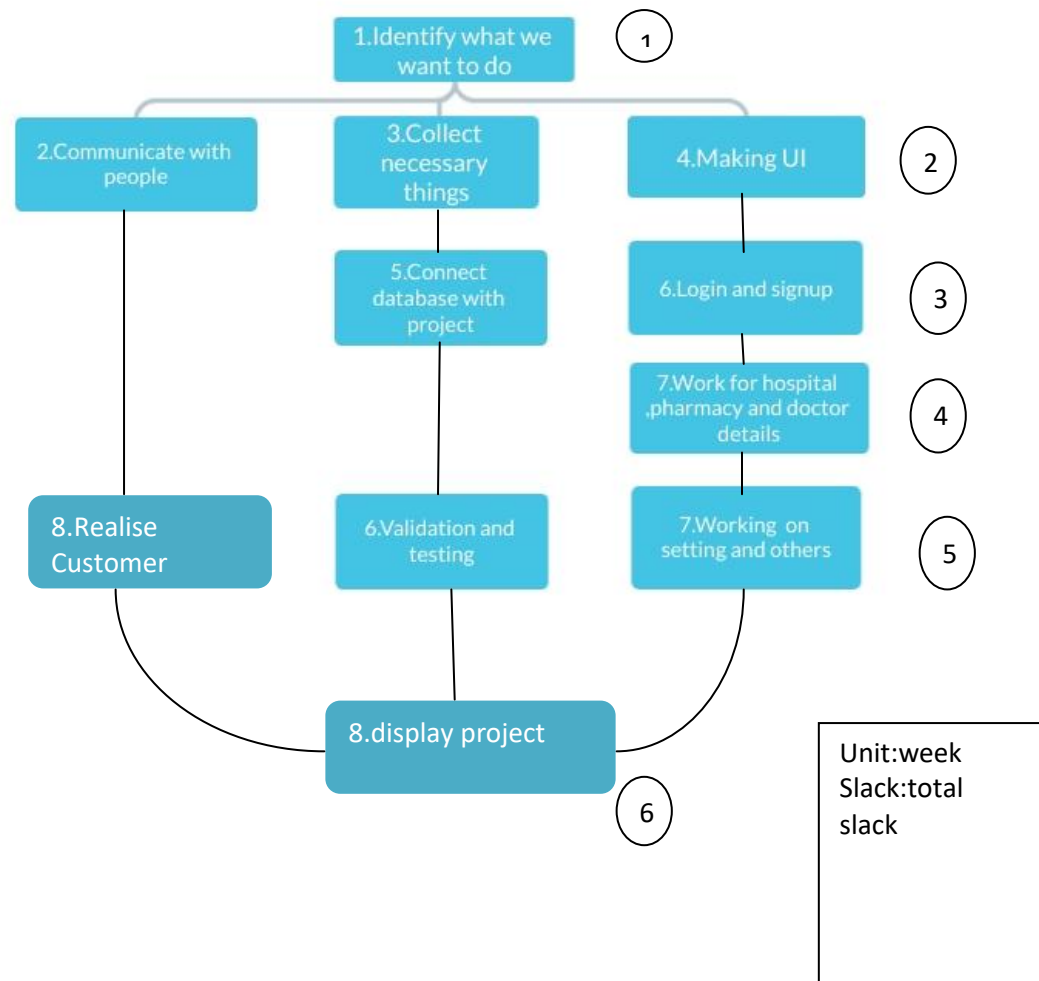 1.Identify what we
want to do
1
2.Communicate with
people
3.Collect
necessary
things
4.Making UI
2
5.Connect
database with
project
6.Login and signup
3
7.Work for hospital
,pharmacy and doctor
details
4
8.Realise
Customer
6.Validation and
testing
7.Working on
setting and others
5
8.display project
6
Unit:week
Slack:total
slack